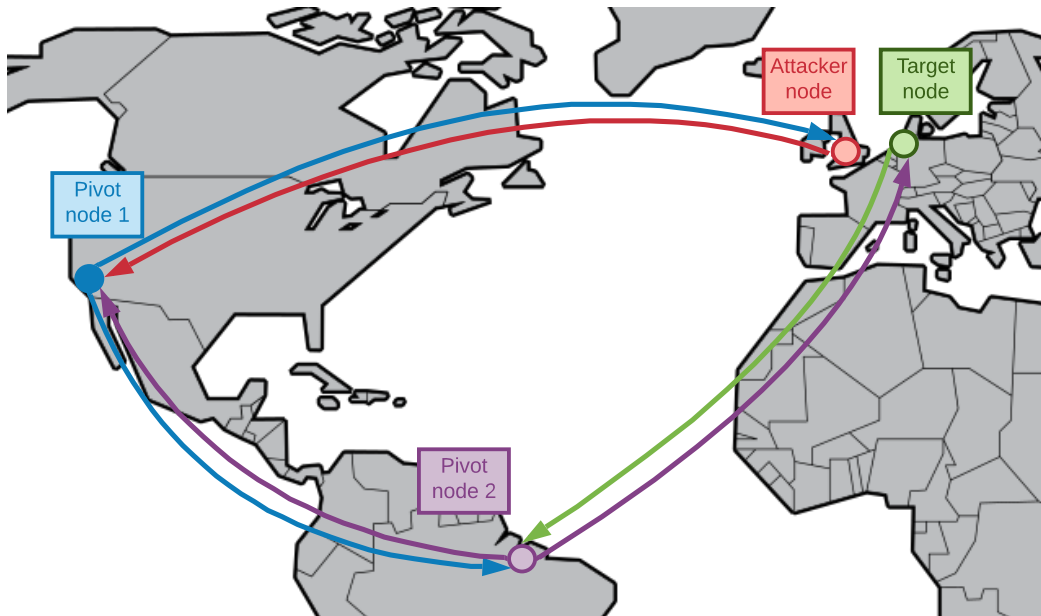 Attacker
node
Target
node
Pivot
node 1
Pivot
node 2